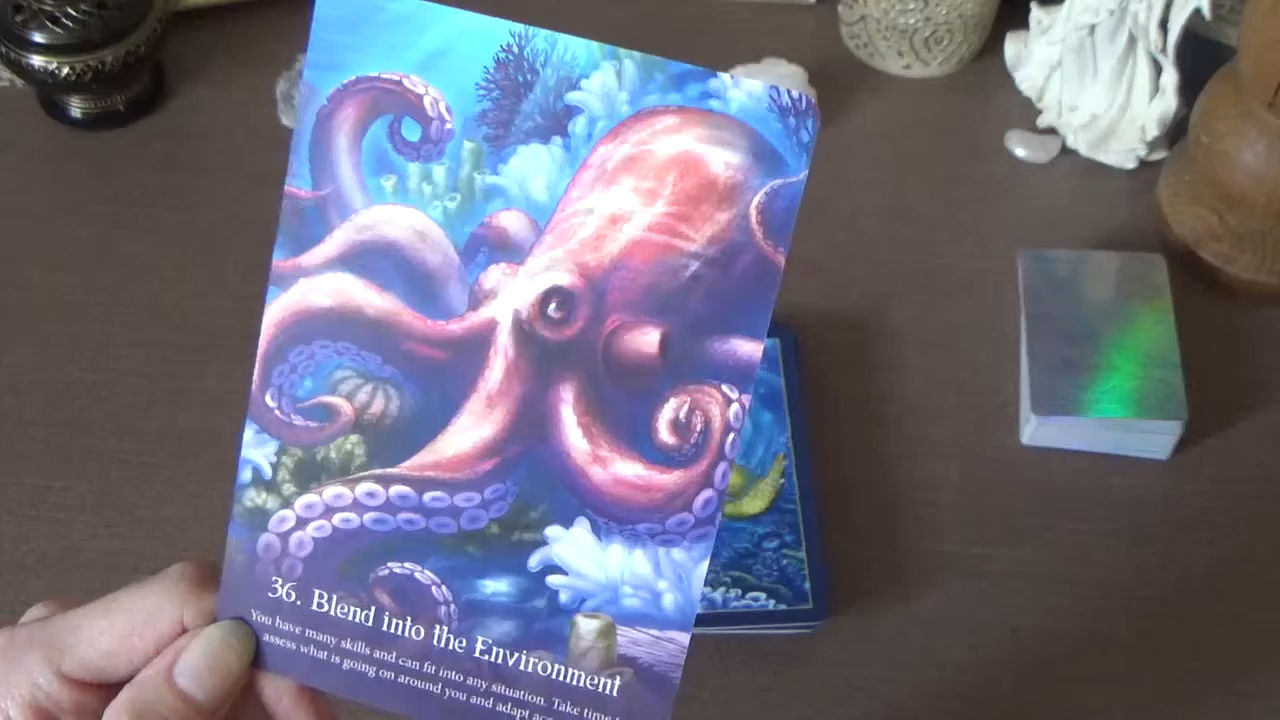 36. Blend into the Environment
You have many skills and can fit into any situation. Take time
assess what is going on around you and adapt